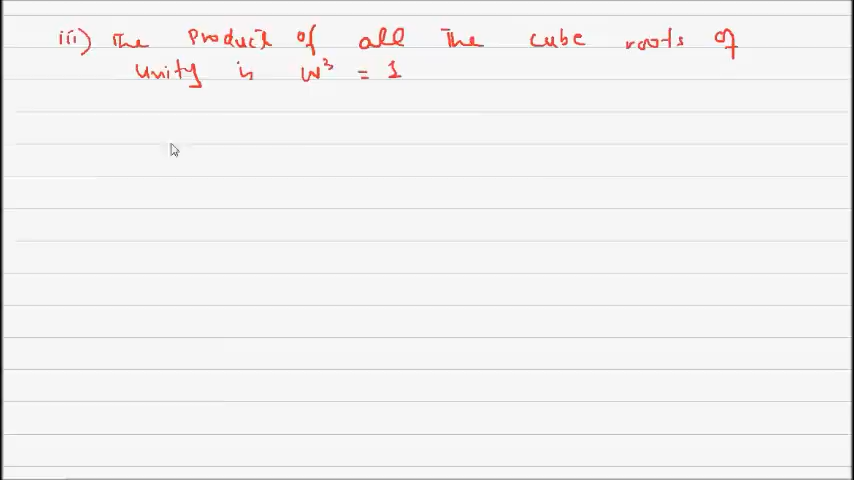 iii) The Product of all The cube roots of
Unity is w³ = 1